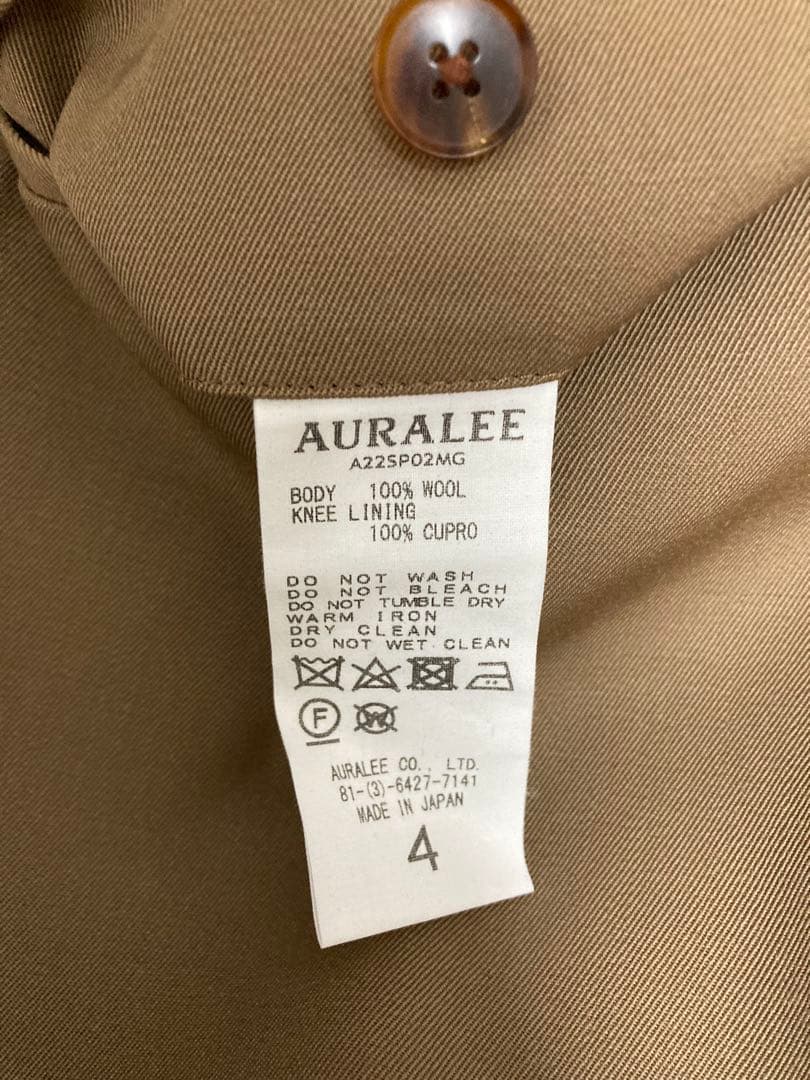 AURALEE
A22SP02MG
BODY 100% WOOL
KNEE LINING
100% CUPRO
DO NOT WASH
DO NOT BLEACH
DO NOT TUMBLE DRY
WARM IRON
DRY CLEAN
DO NOT WET CLEAN
F W
AURALEE CO., LTD.
81-(3)-6427-7141
MADE IN JAPAN
4